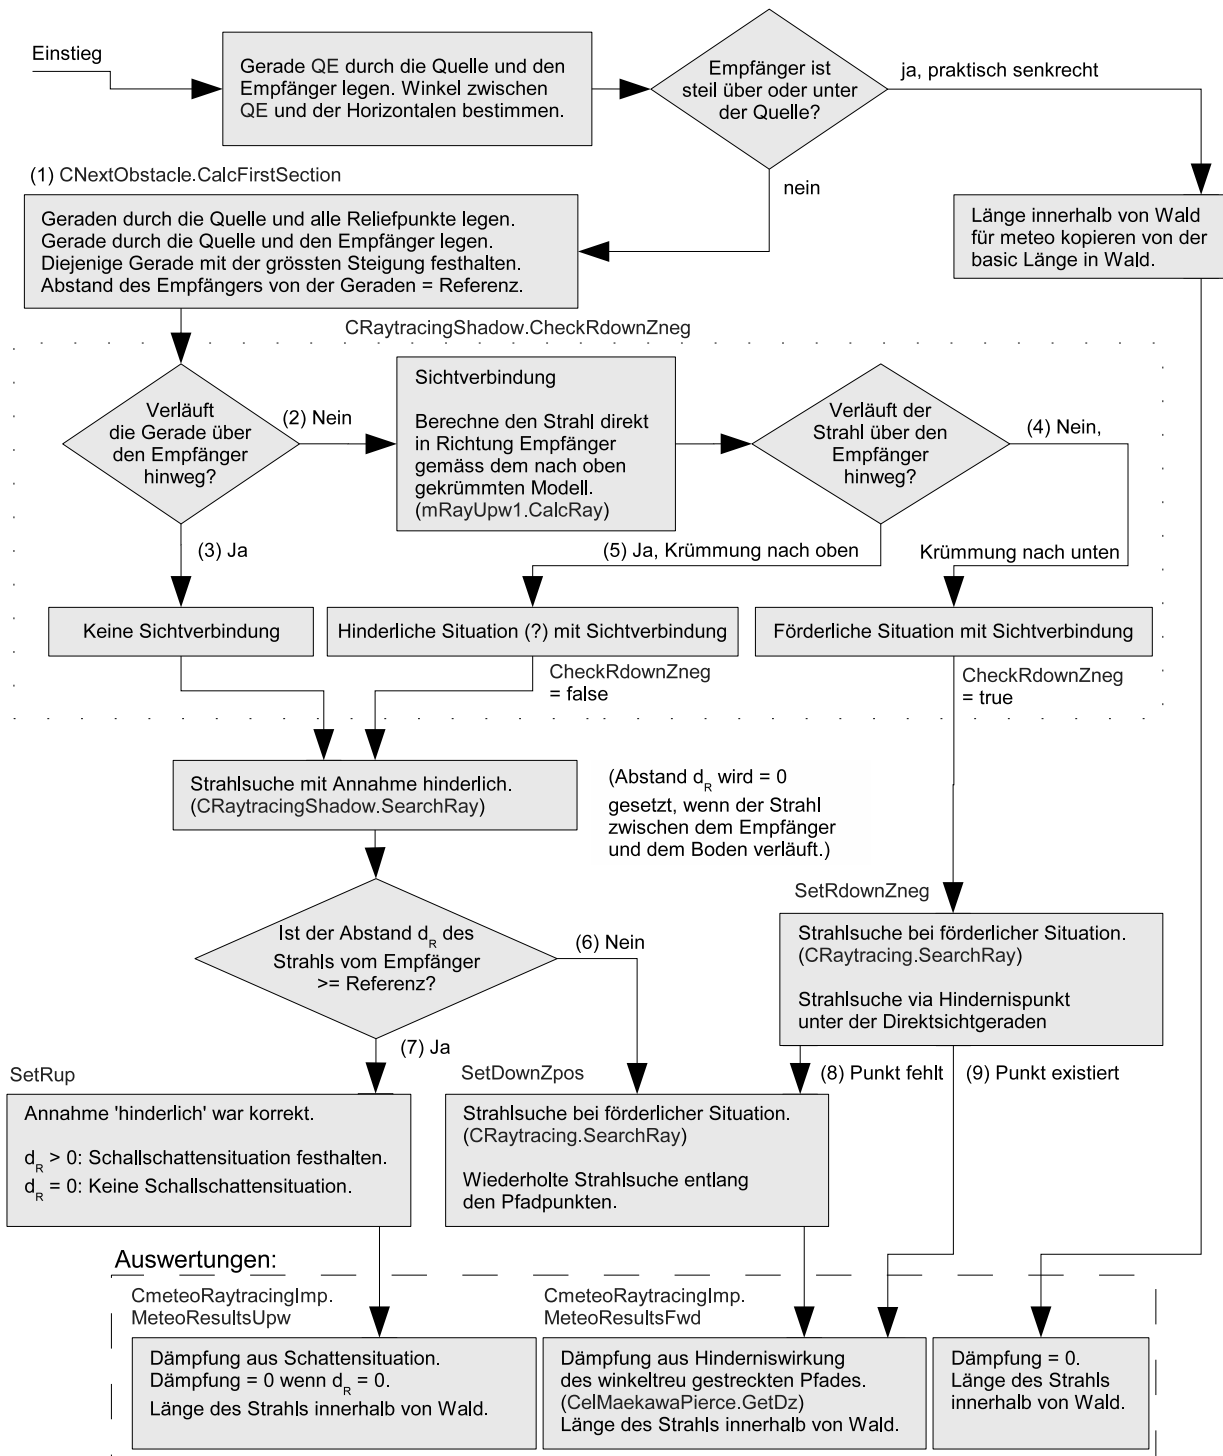 Einstieg
Gerade QE durch die Quelle und den
Empfänger legen. Winkel zwischen
QE und der Horizontalen bestimmen.
Empfänger ist
steil über oder unter
der Quelle?
ja, praktisch senkrecht
nein
(1) CNextObstacle.CalcFirstSection
Geraden durch die Quelle und alle Reliefpunkte legen.
Gerade durch die Quelle und den Empfänger legen.
Diejenige Gerade mit der grössten Steigung festhalten.
Abstand des Empfängers von der Geraden = Referenz.
Länge innerhalb von Wald
für meteo kopieren von der
basic Länge in Wald.
CRaytracingShadow.CheckRdownZneg
Verläuft
die Gerade über
den Empfänger
hinweg?
(2) Nein
Sichtverbindung
Berechne den Strahl direkt
in Richtung Empfänger
gemäss dem nach oben
gekrümmten Modell.
(mRayUpw1.CalcRay)
Verläuft der
Strahl über den
Empfänger
hinweg?
(4) Nein,
(3) Ja
(5) Ja, Krümmung nach oben
Krümmung nach unten
Keine Sichtverbindung
Hinderliche Situation (?) mit Sichtverbindung
Förderliche Situation mit Sichtverbindung
CheckRdownZneg
= false
CheckRdownZneg
= true
Strahlsuche mit Annahme hinderlich.
(CRaytracingShadow.SearchRay)
(Abstand dR wird = 0
gesetzt, wenn der Strahl
zwischen dem Empfänger
und dem Boden verläuft.)
Ist der Abstand dR des
Strahls vom Empfänger
>= Referenz?
(6) Nein
(7) Ja
SetRdownZneg
Strahlsuche bei förderlicher Situation.
(CRaytracing.SearchRay)
Strahlsuche via Hindernispunkt
unter der Direktsichtgeraden
(8) Punkt fehlt
(9) Punkt existiert
SetRup
Annahme 'hinderlich' war korrekt.
dR > 0: Schallschattensituation festhalten.
dR = 0: Keine Schallschattensituation.
SetDownZpos
Strahlsuche bei förderlicher Situation.
(CRaytracing.SearchRay)
Wiederholte Strahlsuche entlang
den Pfadpunkten.
Auswertungen:
CmeteoRaytracingImp.
MeteoResultsUpw
Dämpfung aus Schattensituation.
Dämpfung = 0 wenn dR = 0.
Länge des Strahls innerhalb von Wald.
CmeteoRaytracingImp.
MeteoResultsFwd
Dämpfung aus Hinderniswirkung
des winkeltreu gestreckten Pfades.
(CelMaekawaPierce.GetDz)
Länge des Strahls innerhalb von Wald.
Dämpfung = 0.
Länge des Strahls
innerhalb von Wald.